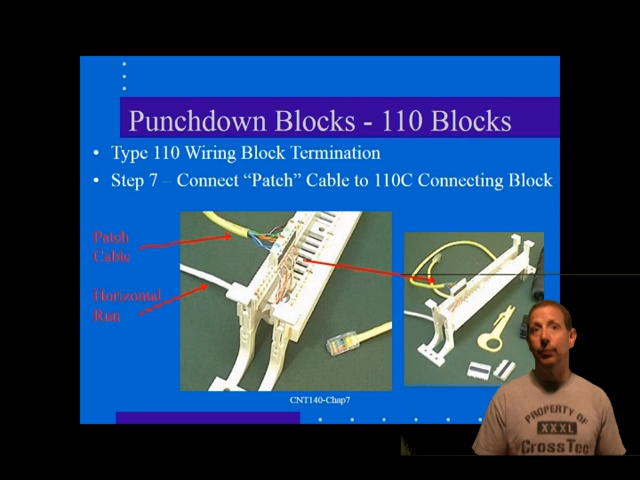 Punchdown Blocks - 110 Blocks
• Type 110 Wiring Block Termination
• Step 7 – Connect “Patch” Cable to 110C Connecting Block
Patch
Cable
Horizontal
Run
CNT140-Chap7
PROPERTY OF
XXXL
CrossTec